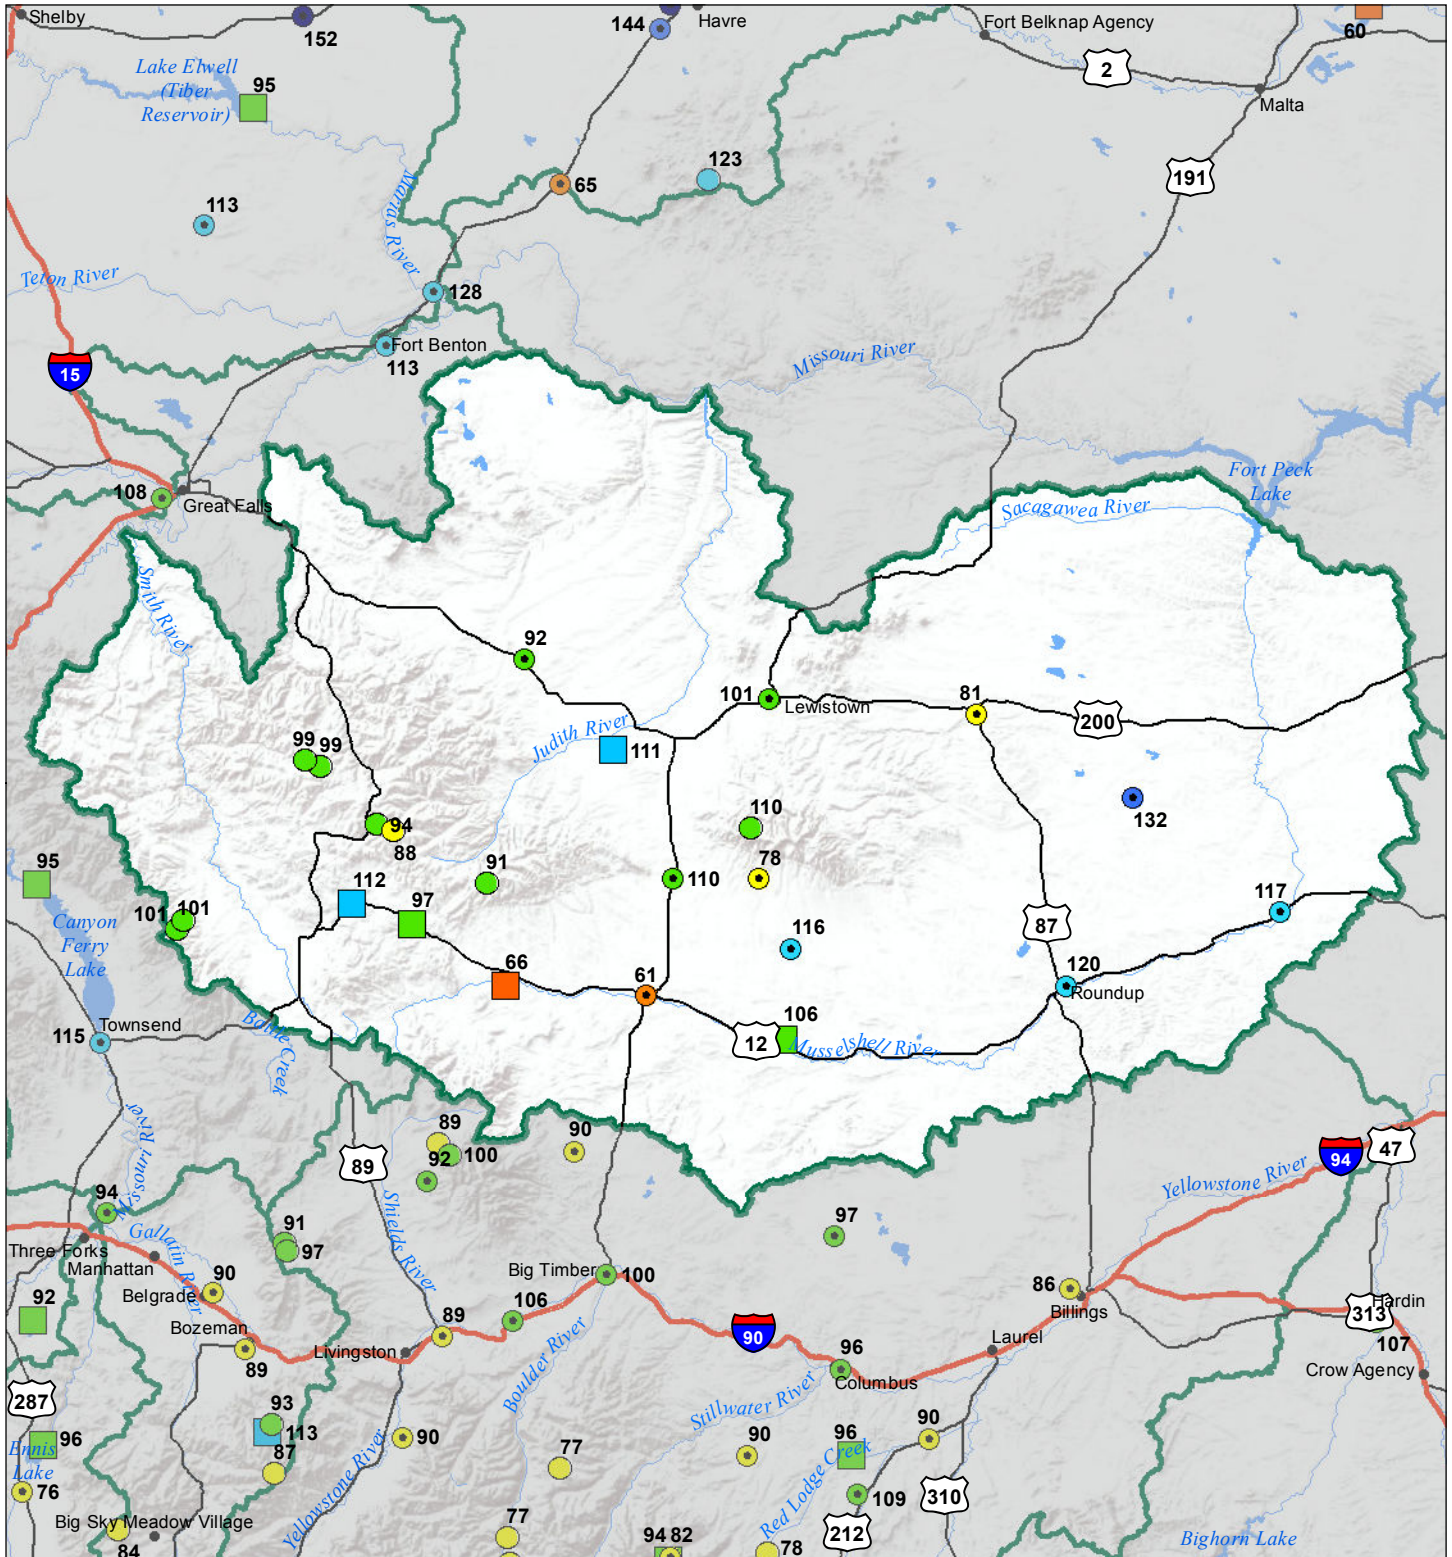 Shelby
152
144
Havre
Fort Belknap Agency
60
2
Lake Elwell
(Tiber
Reservoir)
95
Malta
123
65
191
113
Marias River
Teton River
128
Fort Benton
113
15
Missouri River
Fort Peck
Lake
108
Great Falls
Sacagawea River
Smith River
92
101
Lewistown
81
200
Judith River
111
99
99
132
110
94
88
78
95
112
91
110
97
117
101
101
87
Canyon
Ferry
Lake
116
66
61
120
Roundup
106
12
Musselshell River
Townsend
115
Battle Creek
Missouri River
89
100
92
90
89
47
94
Yellowstone River
94
Shields River
Gallatin River
91
97
97
Three Forks
Manhattan
Big Timber
100
90
Belgrade
86
Billings
92
106
Bozeman
89
90
Hardin
313
107
Laurel
89
Livingston
96
Columbus
Crow Agency
Boulder River
287
Stillwater River
93
113
90
90
96
90
96
Ennis
Lake
87
77
Red Lodge Creek
76
109
310
Yellowstone River
Big Sky
Meadow Village
84
77
94
82
78
212
Bighorn Lake